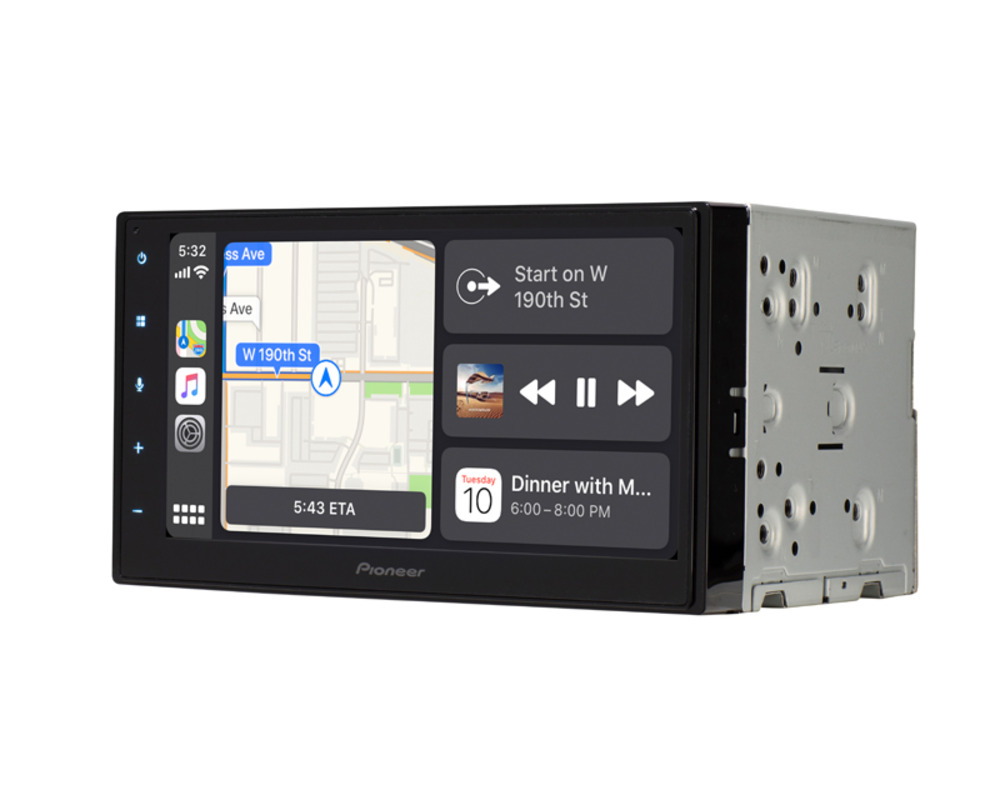 5:32
ss Ave
s Ave
W 190th St
5:43 ETA
Start on W
190th St
Tuesday
10
Dinner with M...
6:00–8:00 PM
Pioneer